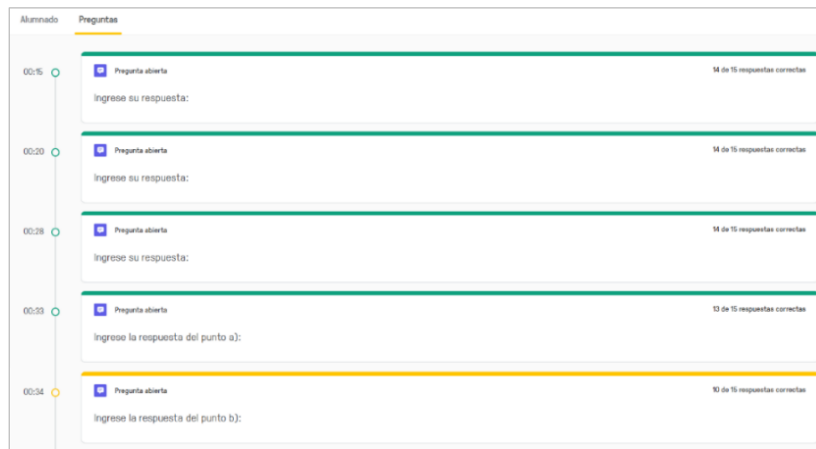 Alumnado Preguntas
00:15 Pregunta abierta 14 de 15 respuestas correctas
Ingrese su respuesta:
00:20 Pregunta abierta 14 de 15 respuestas correctas
Ingrese su respuesta:
00:28 Pregunta abierta 14 de 15 respuestas correctas
Ingrese su respuesta:
00:33 Pregunta abierta 13 de 15 respuestas correctas
Ingrese la respuesta del punto a):
00:34 Pregunta abierta 10 de 15 respuestas correctas
Ingrese la respuesta del punto b):